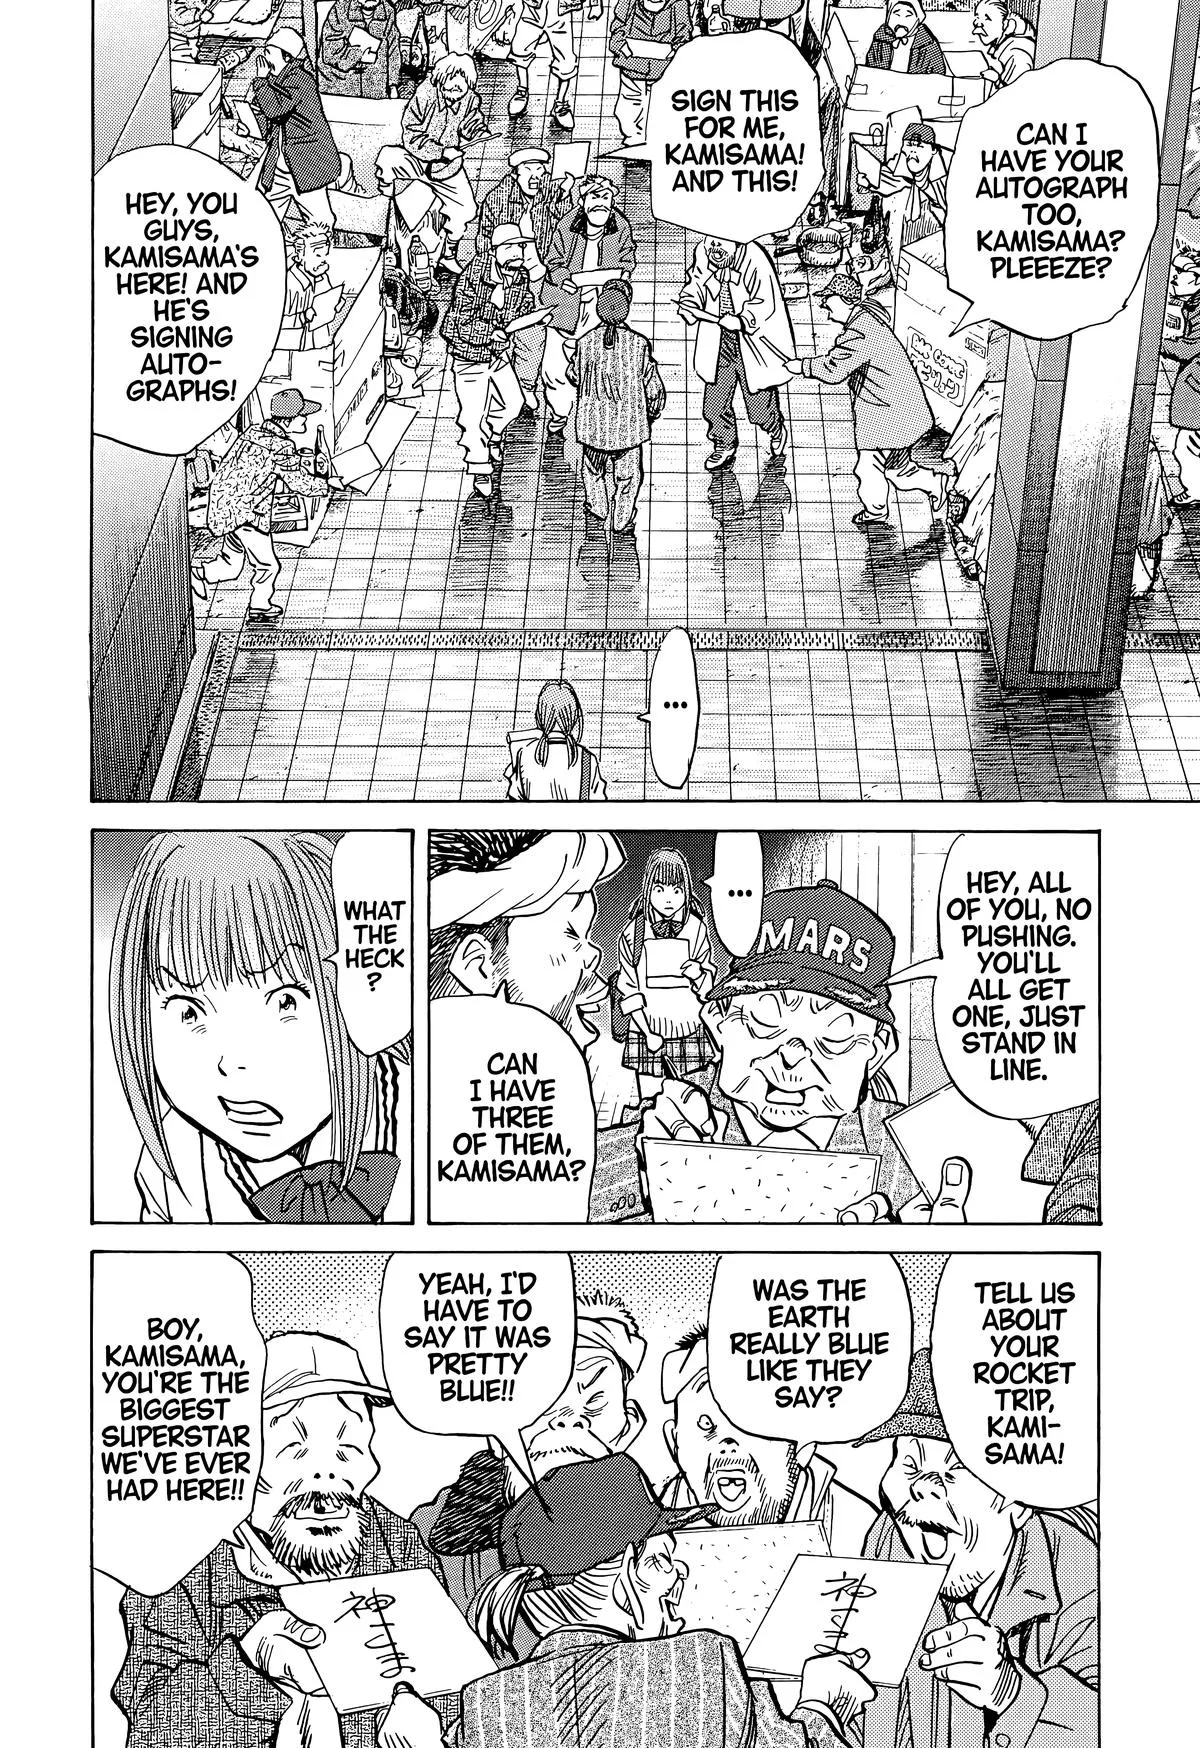 CAN I
HAVE YOUR
AUTOGRAPH
TOO,
KAMISAMA?
PLEEEZE?
SIGN THIS
FOR ME,
KAMISAMA!
AND THIS!
HEY, YOU
GUYS,
KAMISAMA'S
HERE! AND
HE'S
SIGNING
AUTO-
GRAPHS!
...
HEY, ALL
OF YOU, NO
PUSHING.
YOU'LL
ALL GET
ONE, JUST
STAND IN
LINE.
...
MARS
CAN
I HAVE
THREE
OF THEM,
KAMISAMA?
WHAT
THE
HECK
?
TELL US
ABOUT
YOUR
ROCKET
TRIP,
KAMI-
SAMA!
WAS THE
EARTH
REALLY BLUE
LIKE THEY
SAY?
YEAH, I'D
HAVE TO
SAY IT WAS
PRETTY
BLUE!!
BOY,
KAMISAMA,
YOU'RE THE
BIGGEST
SUPERSTAR
WE'VE EVER
HAD HERE!!
神さま
神さま